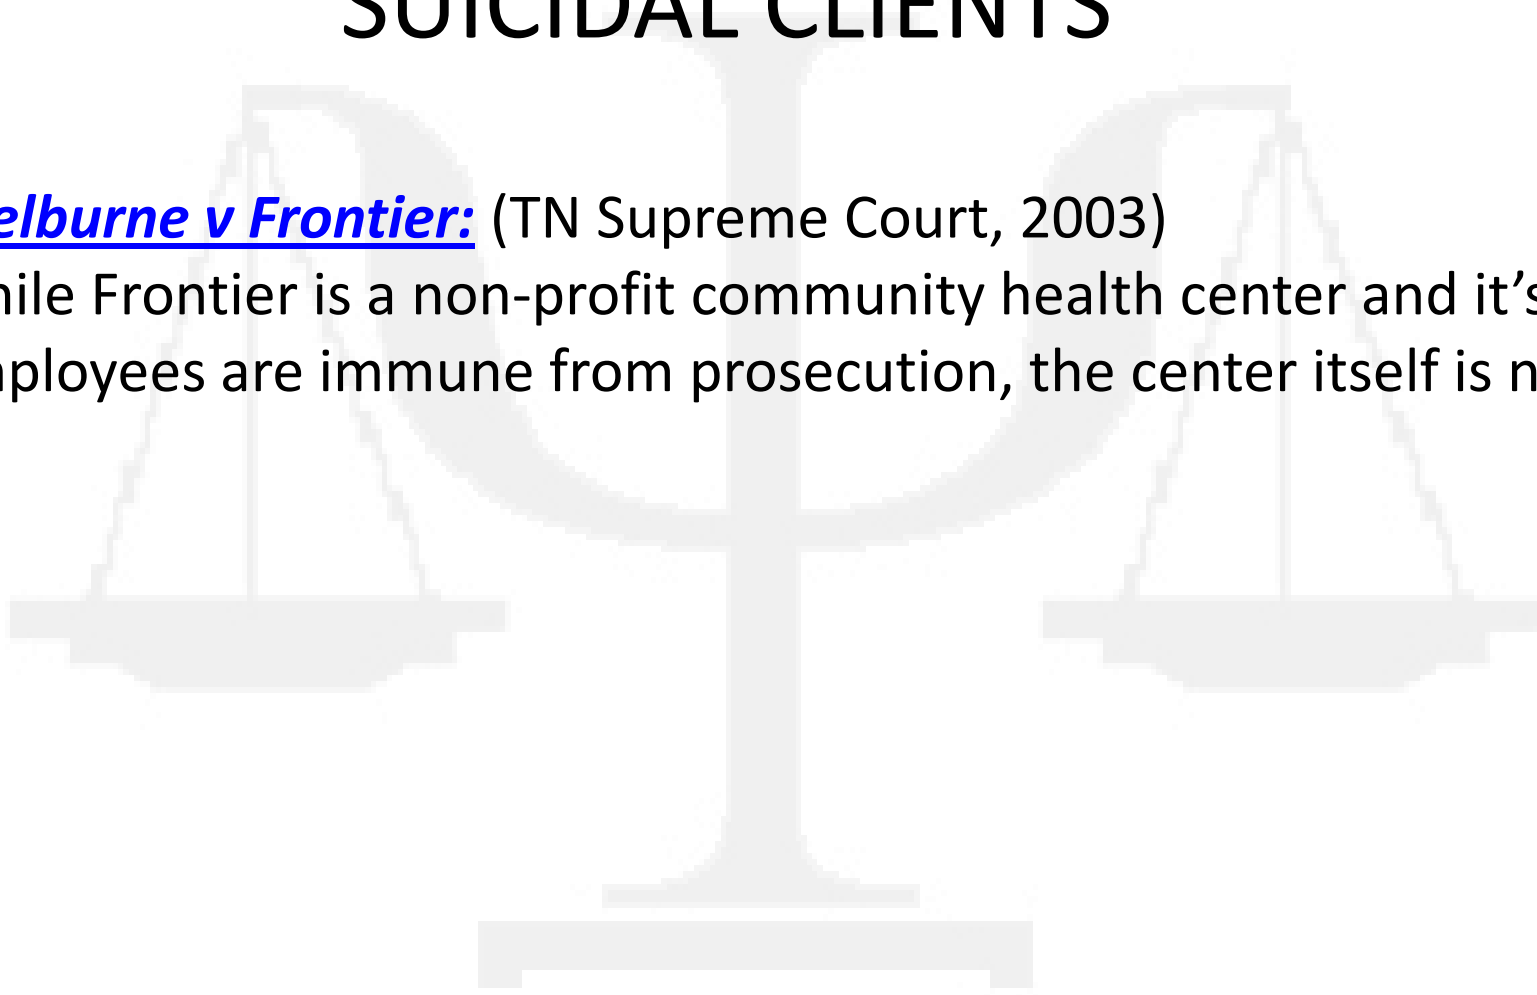 SUICIDAL CLIENTS
elburne v Frontier: (TN Supreme Court, 2003)
hile Frontier is a non-profit community health center and it's
ployees are immune from prosecution, the center itself is n